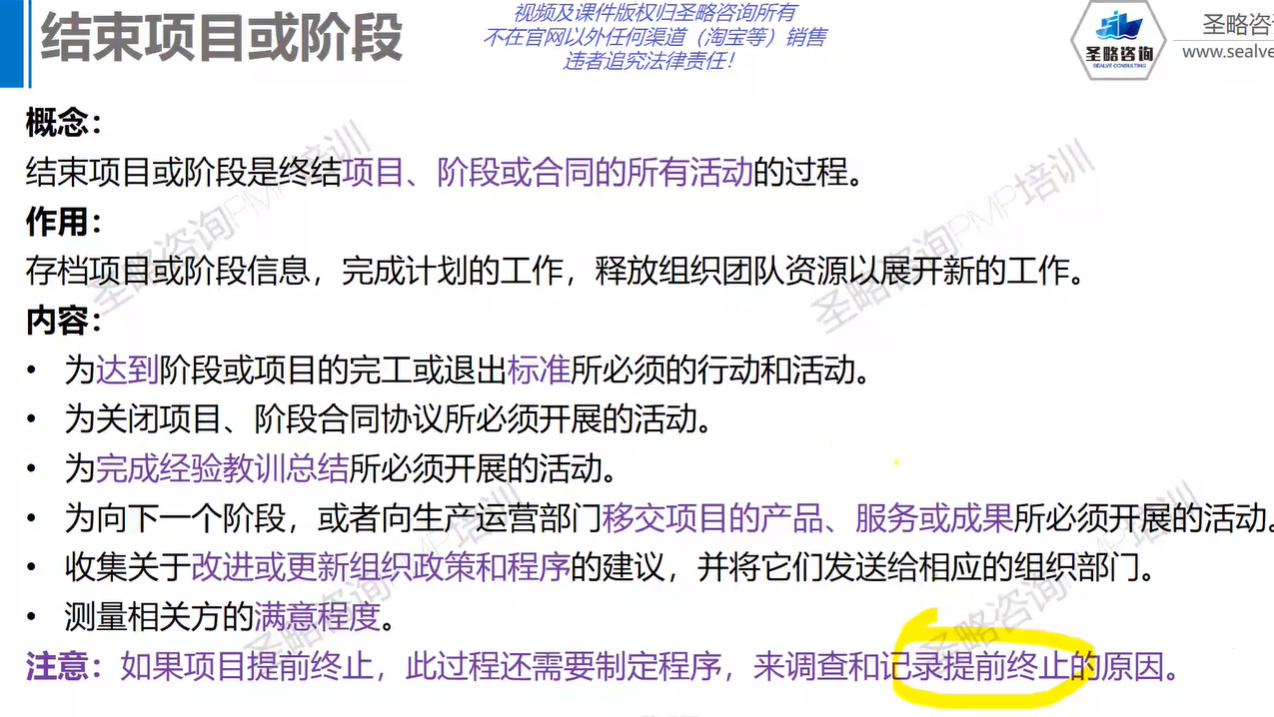 结束项目或阶段
视频及课件版权归圣略咨询所有
不在官网以外任何渠道（淘宝等）销售
违者追究法律责任！
圣略咨询
SEALVE CONSULTING
圣略咨
www.sealve
概念：
结束项目或阶段是终结项目、阶段或合同的所有活动的过程。
作用：
存档项目或阶段信息，完成计划的工作，释放组织团队资源以展开新的工作。
内容：
• 为达到阶段或项目的完工或退出标准所必须的行动和活动。
• 为关闭项目、阶段合同协议所必须开展的活动。
• 为完成经验教训总结所必须开展的活动。
• 为向下一个阶段，或者向生产运营部门移交项目的产品、服务或成果所必须开展的活动。
• 收集关于改进或更新组织政策和程序的建议，并将它们发送给相应的组织部门。
• 测量相关方的满意程度。
注意：如果项目提前终止，此过程还需要制定程序，来调查和记录提前终止的原因。
圣略咨询PMP培训
圣略咨询PMP培训
圣略咨询PMP培训
圣略咨询PMP培训